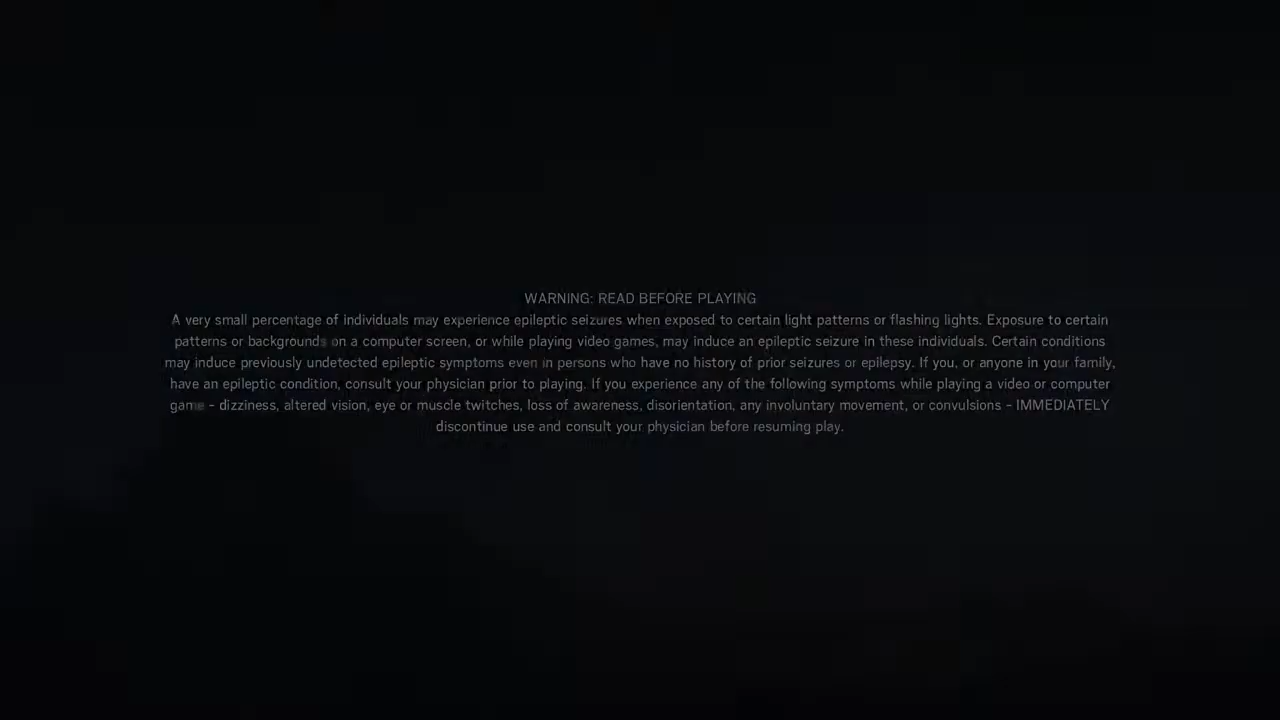 WARNING: READ BEFORE PLAYING
A very small percentage of individuals may experience epileptic seizures when exposed to certain light patterns or flashing lights. Exposure to certain
patterns or backgrounds on a computer screen, or while playing video games, may induce an epileptic seizure in these individuals. Certain conditions
may induce previously undetected epileptic symptoms even in persons who have no history of prior seizures or epilepsy. If you, or anyone in your family,
have an epileptic condition, consult your physician prior to playing. If you experience any of the following symptoms while playing a video or computer
game - dizziness, altered vision, eye or muscle twitches, loss of awareness, disorientation, any involuntary movement, or convulsions - IMMEDIATELY
discontinue use and consult your physician before resuming play.